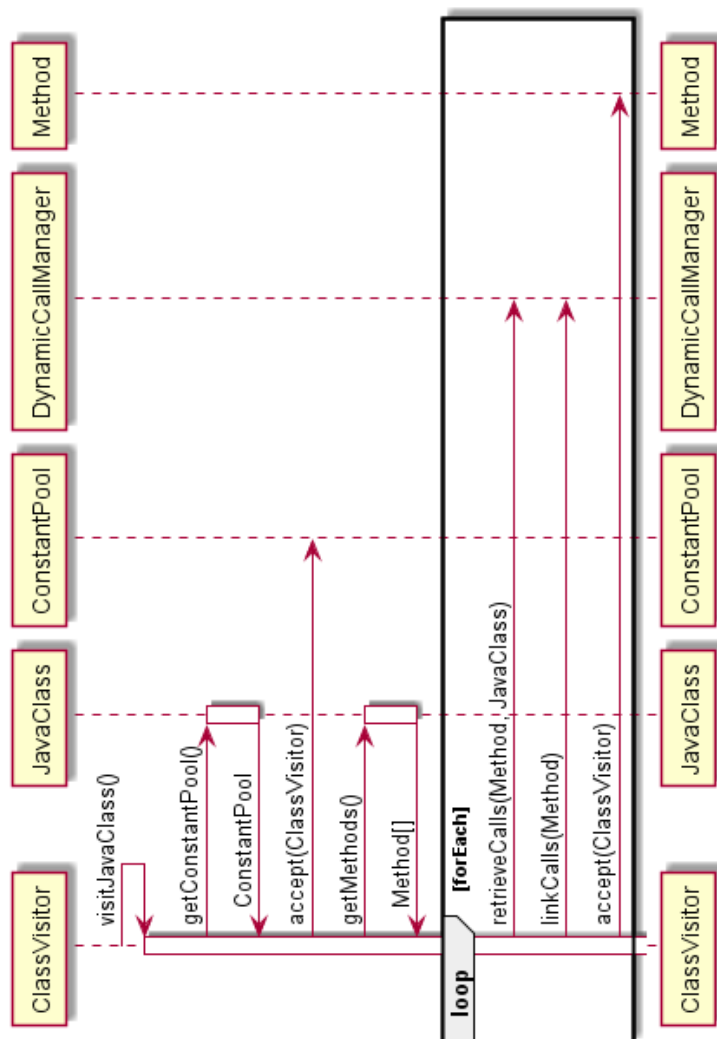 ClassVisitor
JavaClass
ConstantPool
DynamicCallManager
Method
visitJavaClass()
getConstantPool()
ConstantPool
accept(ClassVisitor)
getMethods()
Method[]
loop
[forEach]
retrieveCalls(Method, JavaClass)
linkCalls(Method)
accept(ClassVisitor)
ClassVisitor
JavaClass
ConstantPool
DynamicCallManager
Method